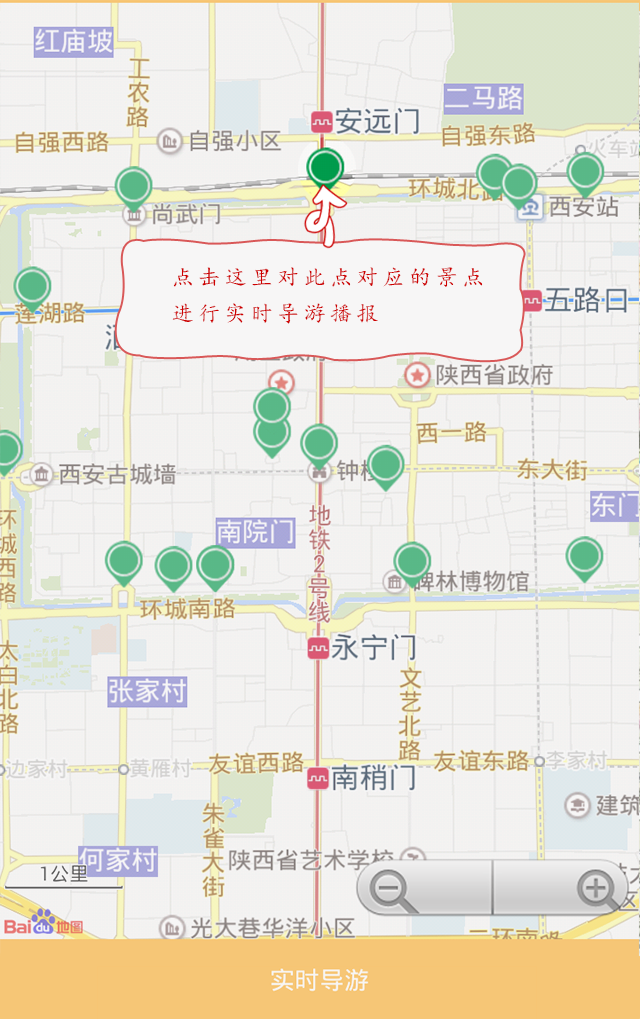 红庙坡
工农路
二马路
安远门
自强西路
自强小区
自强东路
火车站
环城北路
尚武门
西安站
点击这里对此点对应的景点
进行实时导游播报
莲湖路
五路口
陕西省政府
西一路
西安古城墙
钟楼
东大街
东门
南院门
地铁2号线
环城西路
碑林博物馆
环城南路
永宁门
太白北路
张家村
文艺北路
边家村
黄雁村
友谊西路
友谊东路
李家村
南稍门
朱雀大街
建筑
何家村
陕西省艺术学校
1公里
Bai du 地图
光大巷华洋小区
二环南路
实时导游